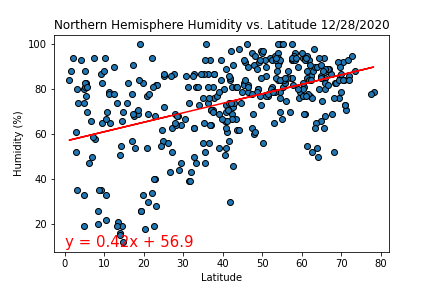 Northern Hemisphere Humidity vs. Latitude 12/28/2020
100
80
60
40
20
Humidity (%)
y = 0.42x + 56.9
0 10 20 30 40 50 60 70 80
Latitude